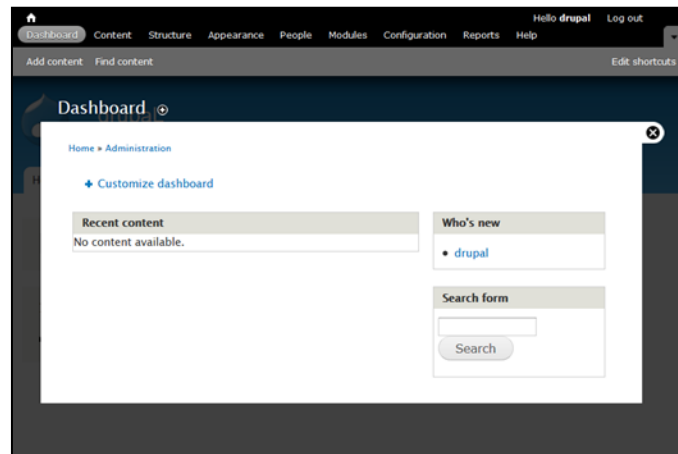 Hello drupal Log out
Dashboard Content Structure Appearance People Modules Configuration Reports Help
Add content Find content Edit shortcuts
Dashboard
Home » Administration
Customize dashboard
Recent content
No content available.
Who's new
drupal
Search form
Search